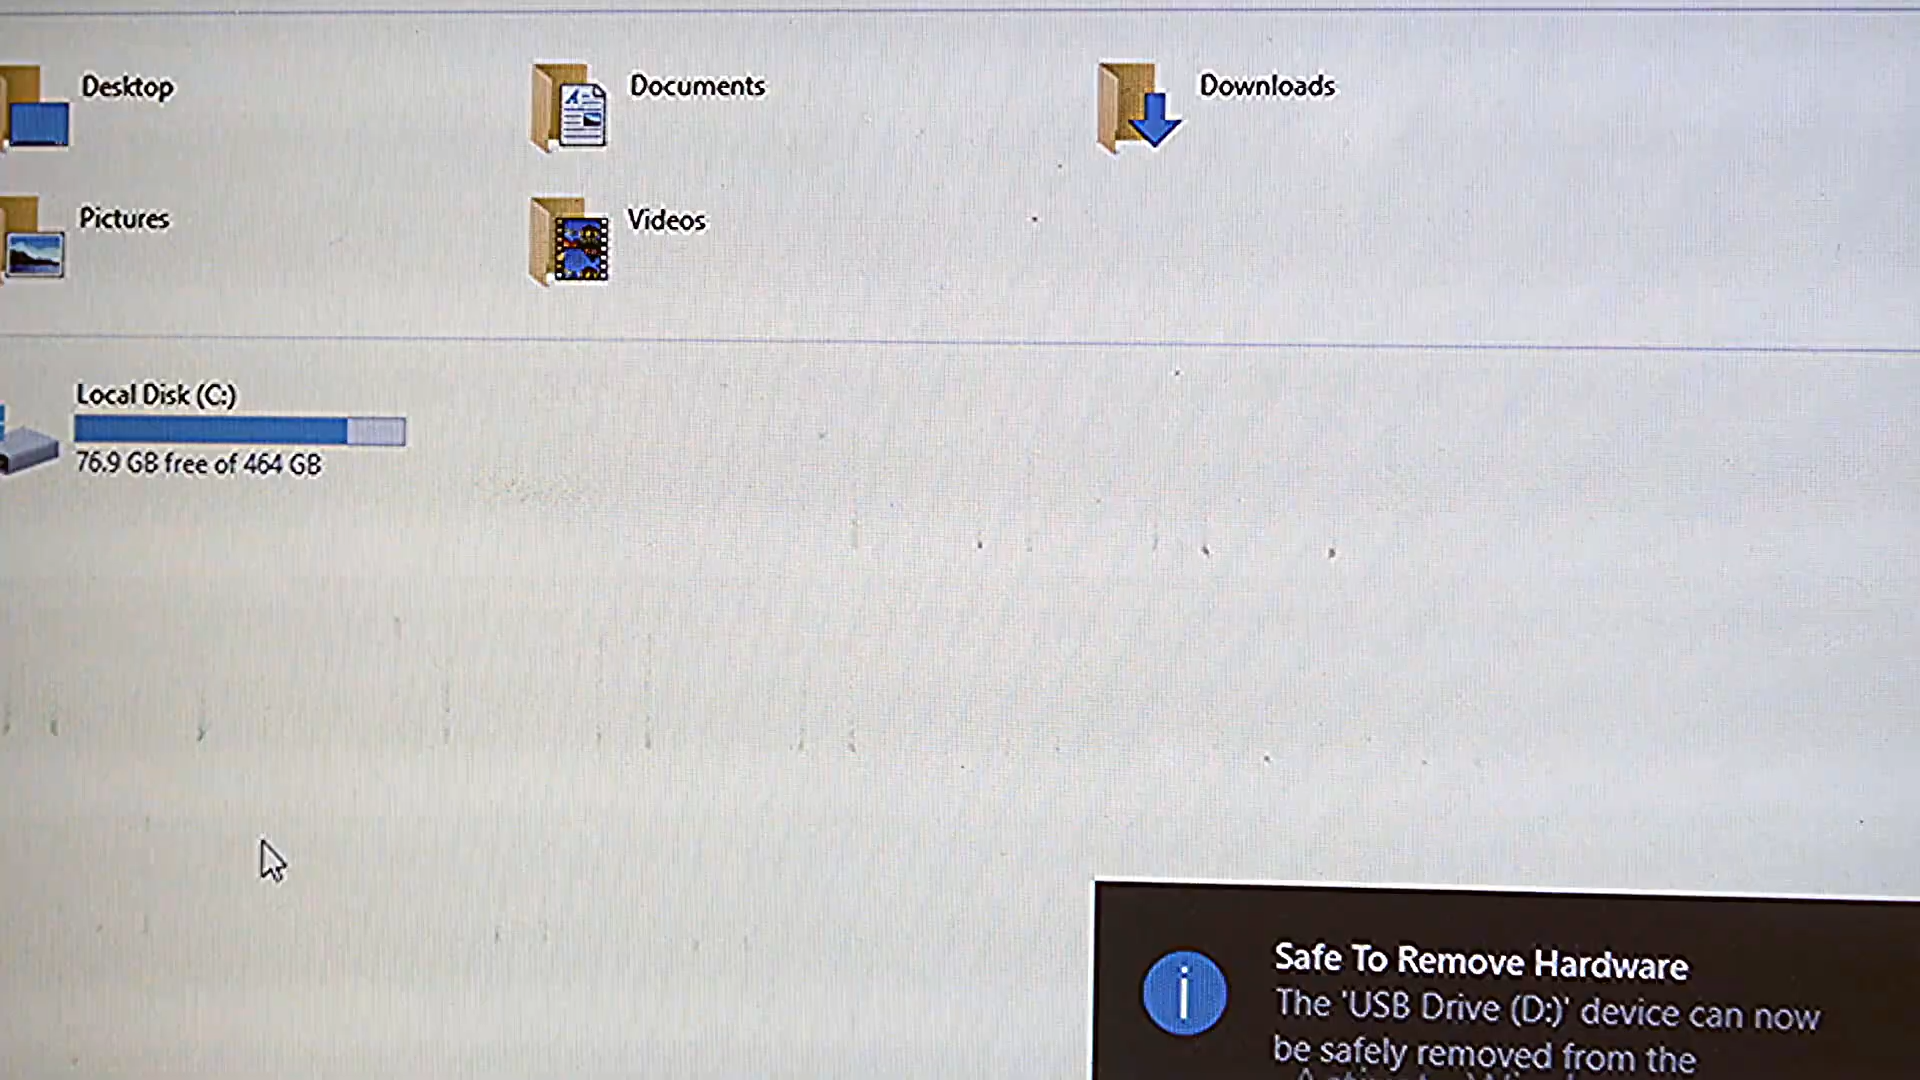 Desktop
Documents
Downloads
Pictures
Videos
Local Disk (C:)
76.9 GB free of 464 GB
Safe To Remove Hardware
The 'USB Drive (D:)' device can now
be safely removed from the